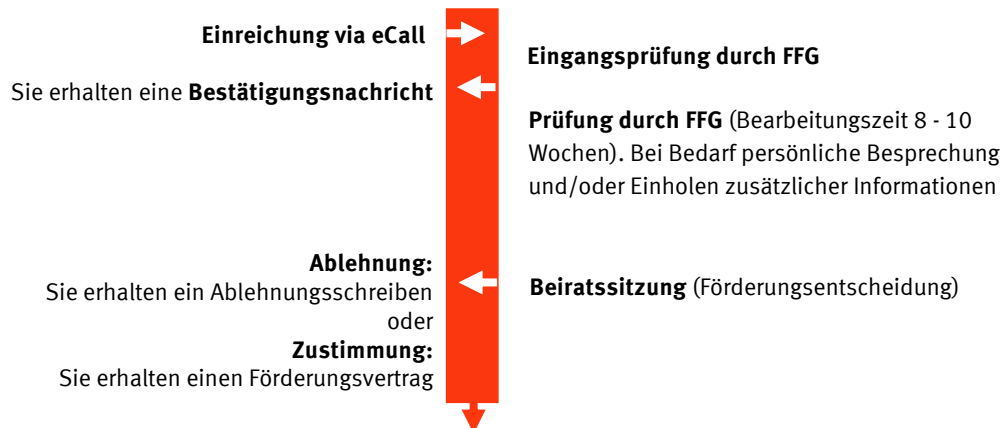 Einreichung via eCall
Eingangsprüfung durch FFG
Sie erhalten eine Bestätigungsnachricht
Prüfung durch FFG (Bearbeitungszeit 8 - 10
Wochen). Bei Bedarf persönliche Besprechung
und/oder Einholen zusätzlicher Informationen
Ablehnung:
Sie erhalten ein Ablehnungsschreiben
oder
Zustimmung:
Sie erhalten einen Förderungsvertrag
Beiratssitzung (Förderungsentscheidung)